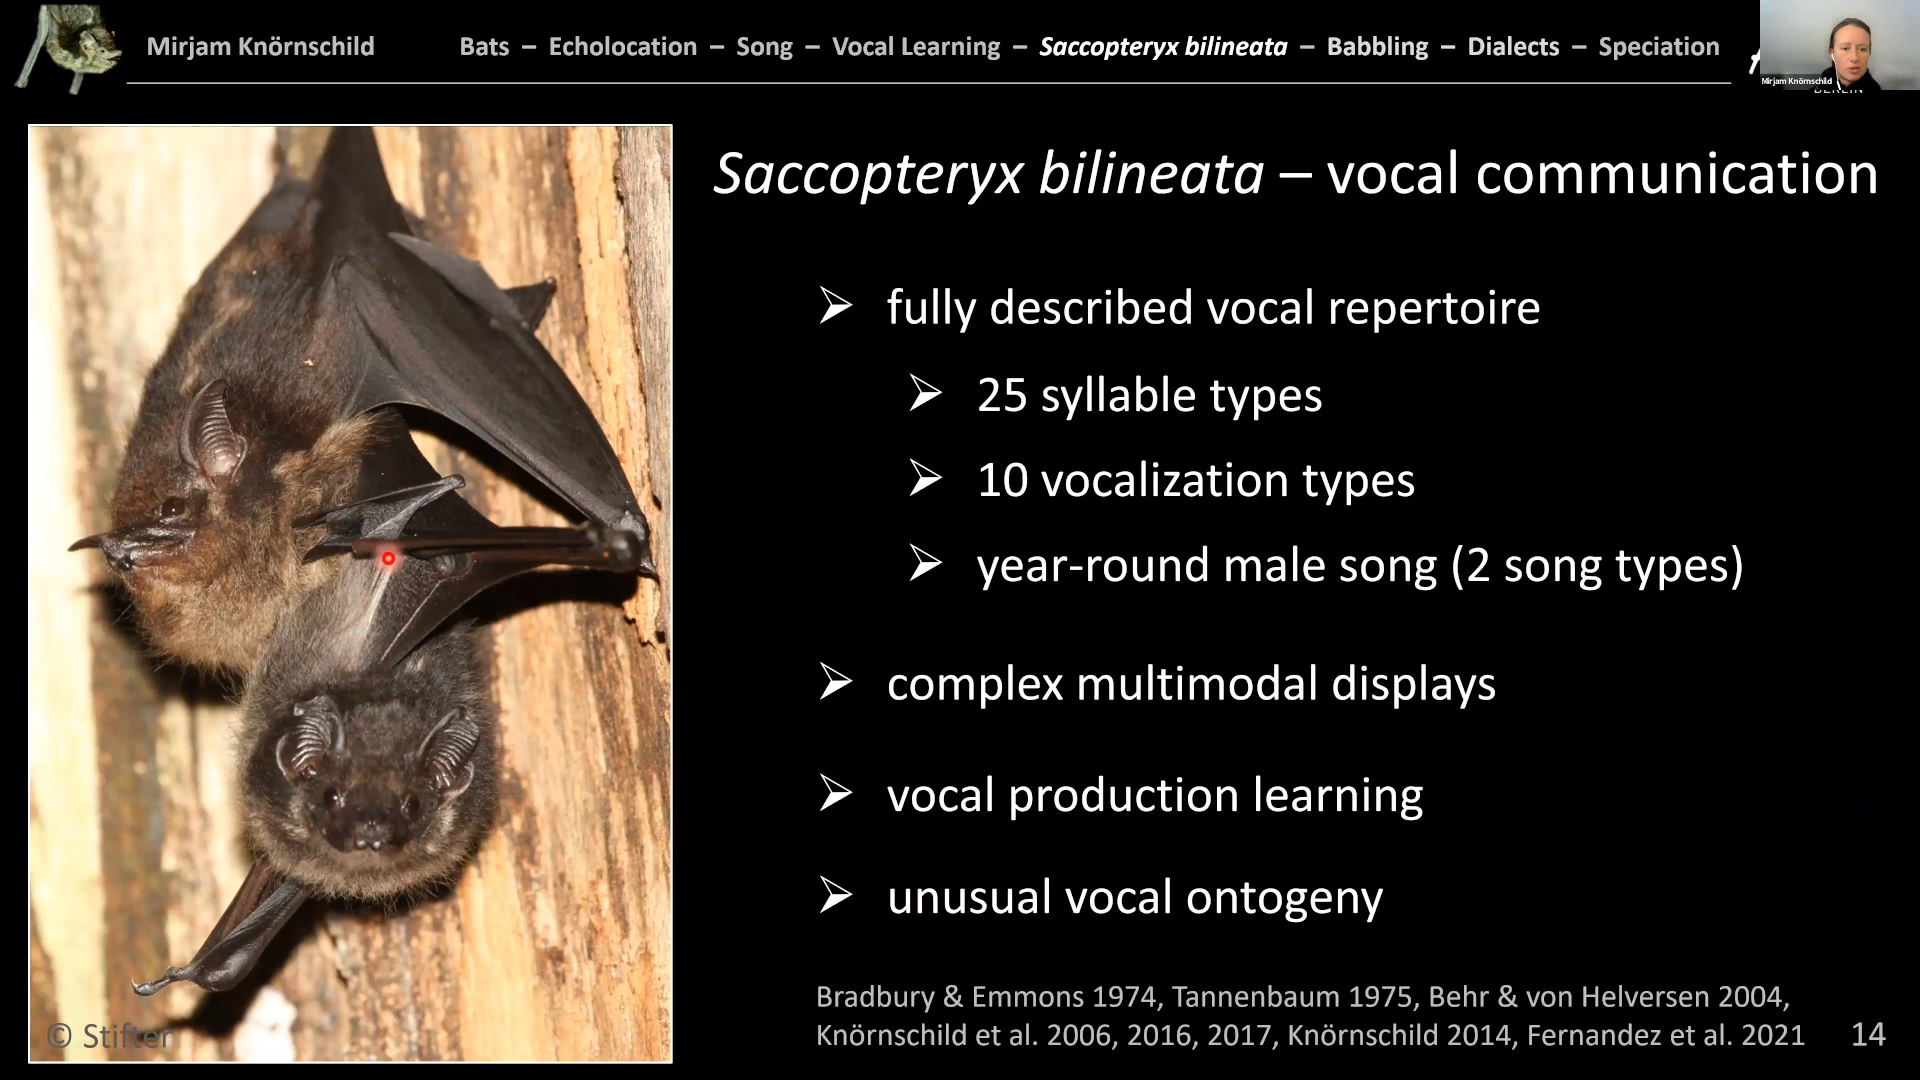 Mirjam Knörnschild
Bats – Echolocation – Song – Vocal Learning – Saccopteryx bilineata – Babbling – Dialects – Speciation
Mirjam Knörnschild
BERLIN
Saccopteryx bilineata – vocal communication
➢ fully described vocal repertoire
➢ 25 syllable types
➢ 10 vocalization types
➢ year-round male song (2 song types)
➢ complex multimodal displays
➢ vocal production learning
➢ unusual vocal ontogeny
© Stifter
Bradbury & Emmons 1974, Tannenbaum 1975, Behr & von Helversen 2004,
Knörnschild et al. 2006, 2016, 2017, Knörnschild 2014, Fernandez et al. 2021
14